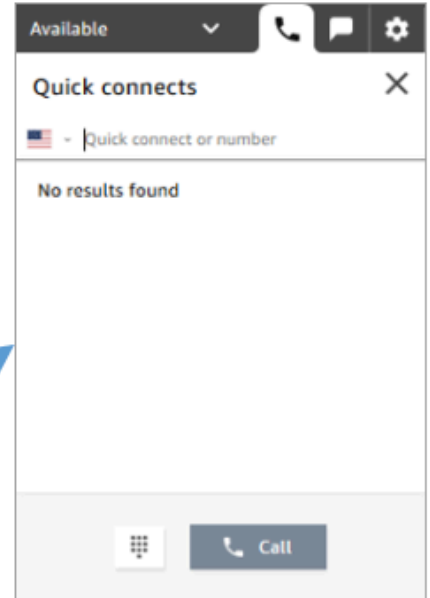 Available
Quick connects
Quick connect or number
No results found
Call